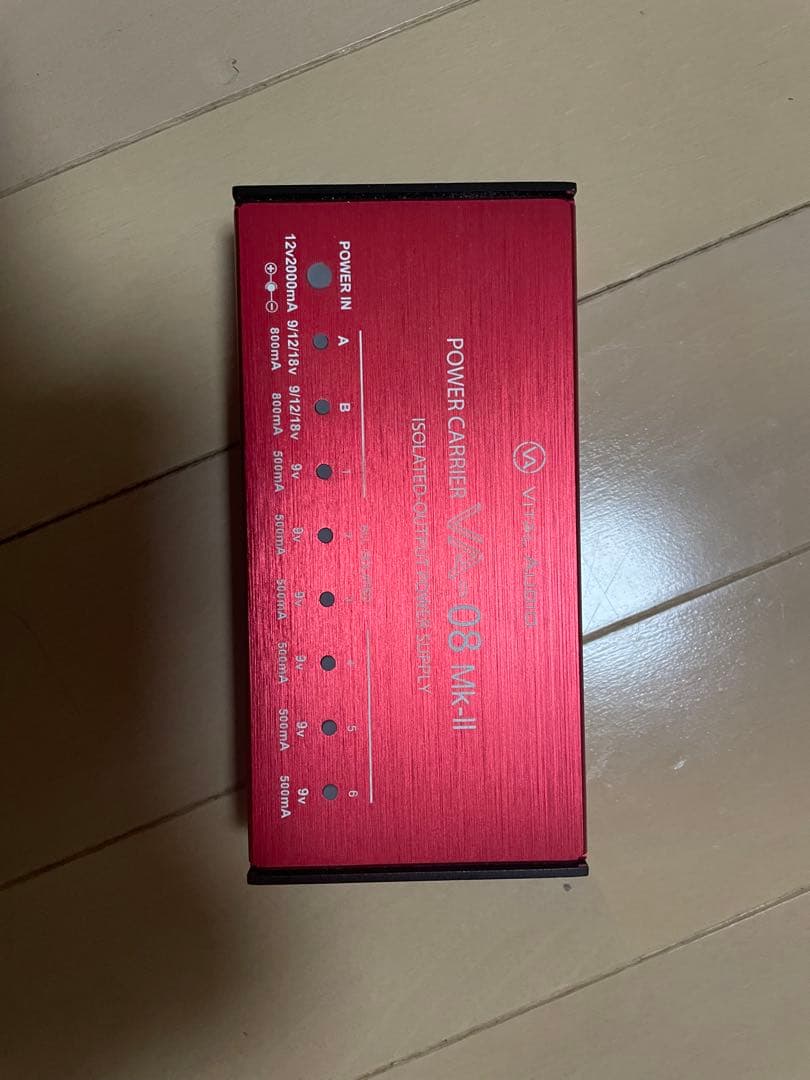 VITAL AUDIO
POWER CARRIER VA-08 Mk-II
ISOLATED OUTPUT POWER SUPPLY
POWER IN A B 1 2 3 4 5 6
12v2000mA 9/12/18v 9/12/18v 9v 9v 9v 9v 9v 9v
800mA 800mA 500mA 500mA 500mA 500mA 500mA 500mA